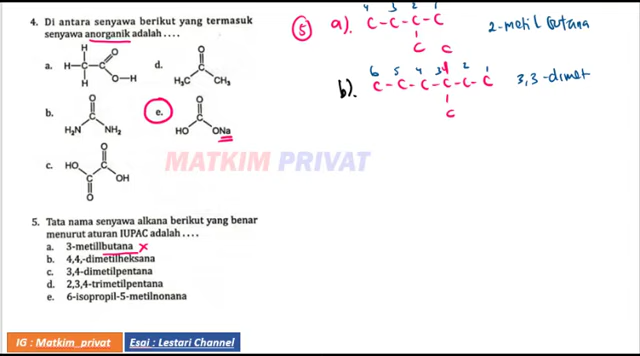 4. Di antara senyawa berikut yang termasuk
senyawa anorganik adalah . . . .
a. H H–C–C O O–H H
d. O C H₃C CH₃
b. O C H₂N NH₂
e. O C HO ONa
c. HO O C C OH O
5. Tata nama senyawa alkana berikut yang benar
menurut aturan IUPAC adalah . . . .
a. 3-metillbutana x
b. 4,4,-dimetilheksana
c. 3,4-dimetilpentana
d. 2,3,4-trimetilpentana
e. 6-isopropil-5-metilnonana
5 a).
4 3 2 1
C-C-C-C
C
2-metil butana
b).
C
6 5 4 3 2 1
C-C-C-C-C-C
C
3,3-dimet
MATKIM PRIVAT
IG : Matkim_privat
Esai : Lestari Channel